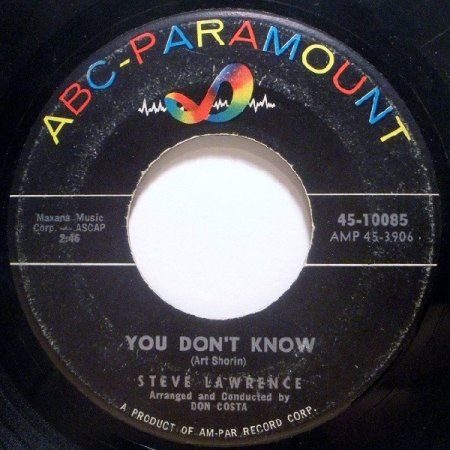 ABC-PARAMOUNT
Maxana Music
Corp. ASCAP
2:46
45-10085
AMP 45-3906
YOU DON'T KNOW
(Art Shorin)
STEVE LAWRENCE
Arranged and Conducted by
DON COSTA
A PRODUCT OF AM-PAR RECORD CORP.